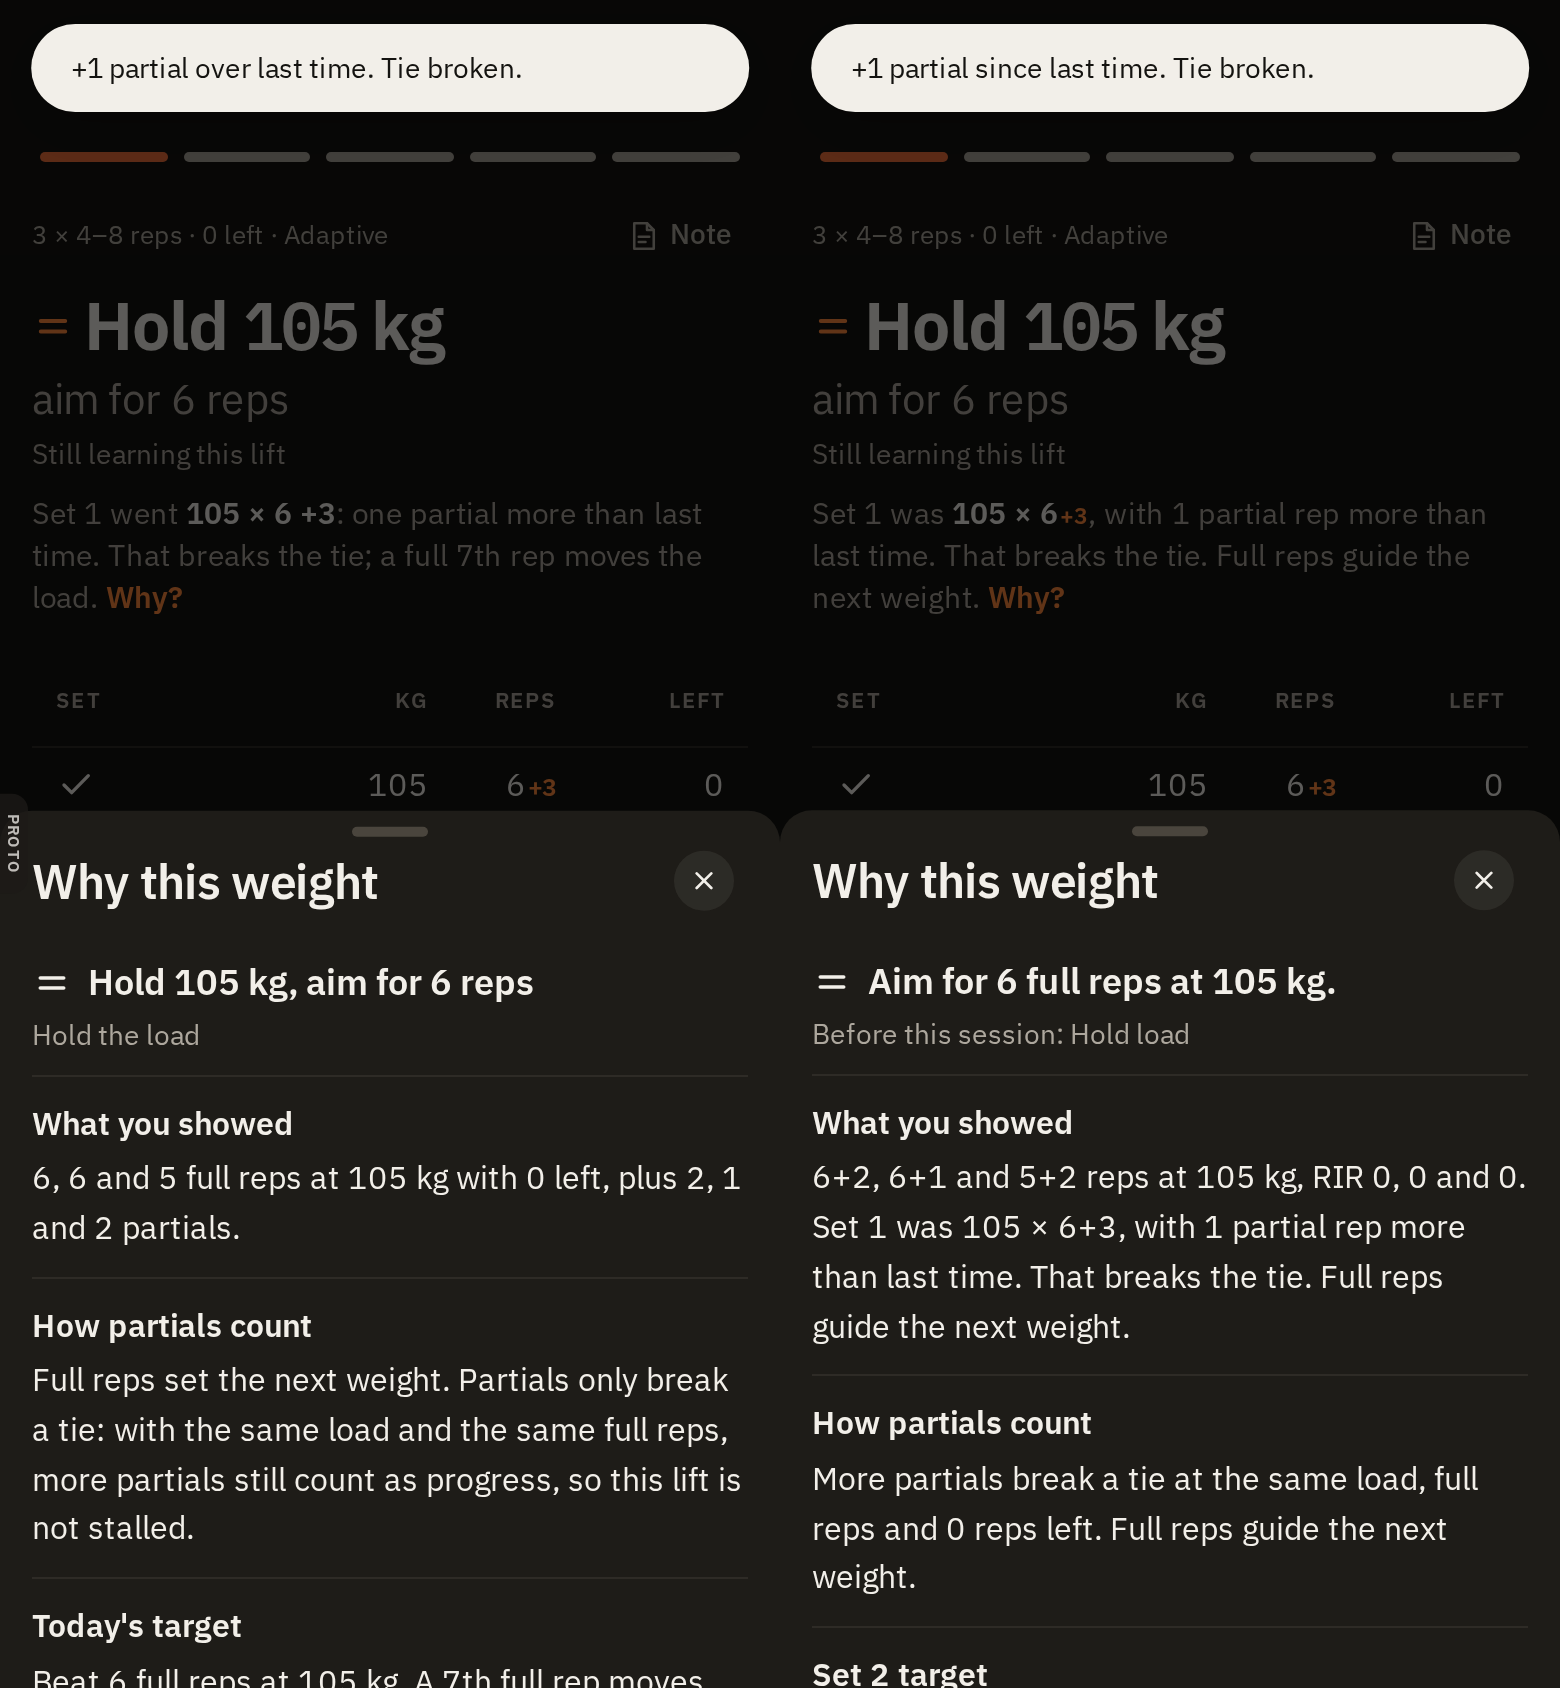 +1 partial over last time. Tie broken.
3 × 4–8 reps · 0 left · Adaptive
Note
= Hold 105 kg
aim for 6 reps
Still learning this lift
Set 1 went 105 × 6 +3: one partial more than last
time. That breaks the tie; a full 7th rep moves the
load. Why?
SET KG REPS LEFT
105 6 +3 0
PROTO
Why this weight
= Hold 105 kg, aim for 6 reps
Hold the load
What you showed
6, 6 and 5 full reps at 105 kg with 0 left, plus 2, 1
and 2 partials.
How partials count
Full reps set the next weight. Partials only break
a tie: with the same load and the same full reps,
more partials still count as progress, so this lift is
not stalled.
Today's target
Beat 6 full reps at 105 kg. A 7th full rep moves
+1 partial since last time. Tie broken.
3 × 4–8 reps · 0 left · Adaptive
Note
= Hold 105 kg
aim for 6 reps
Still learning this lift
Set 1 was 105 × 6 +3, with 1 partial rep more than
last time. That breaks the tie. Full reps guide the
next weight. Why?
SET KG REPS LEFT
105 6 +3 0
Why this weight
= Aim for 6 full reps at 105 kg.
Before this session: Hold load
What you showed
6+2, 6+1 and 5+2 reps at 105 kg, RIR 0, 0 and 0.
Set 1 was 105 × 6+3, with 1 partial rep more
than last time. That breaks the tie. Full reps
guide the next weight.
How partials count
More partials break a tie at the same load, full
reps and 0 reps left. Full reps guide the next
weight.
Set 2 target